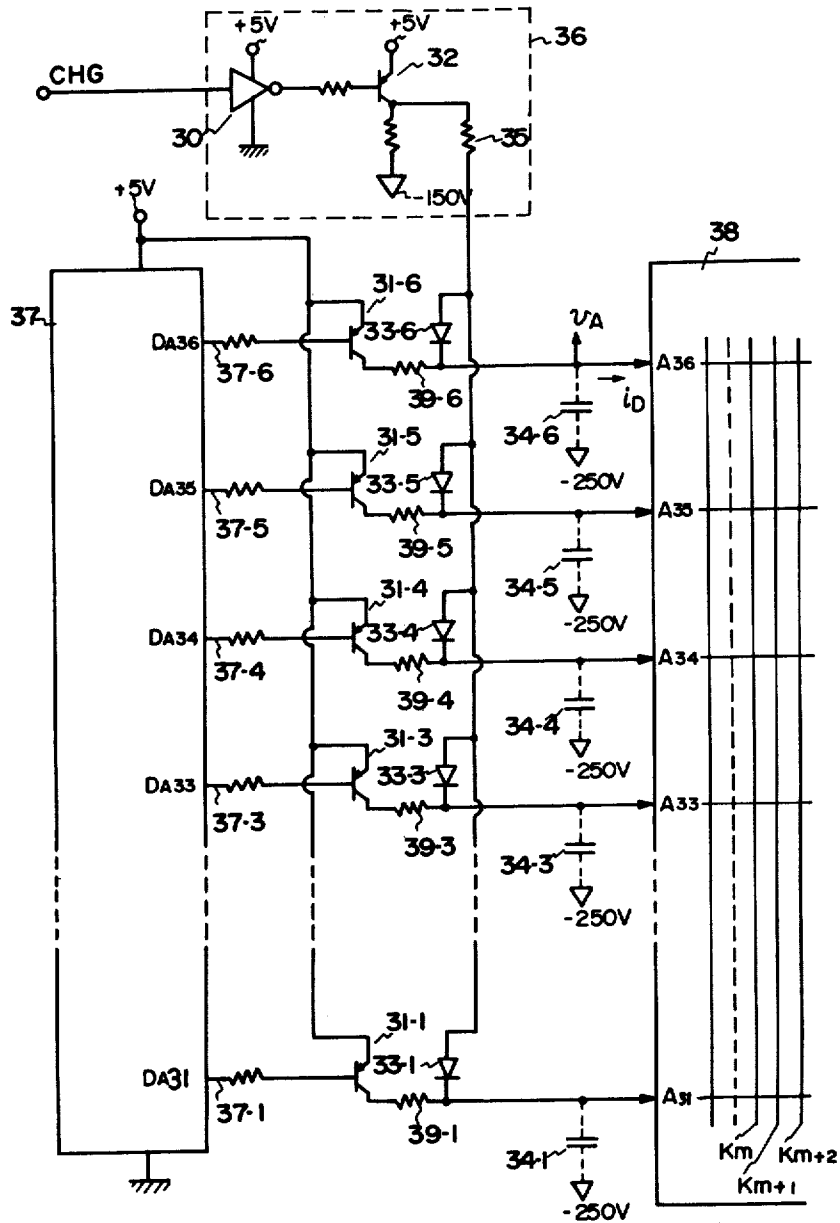 +5V
+5V
36
32
CHG
30
35
-150V
+5V
38
37
31-6
DA36
33-6
vA
A36
37-6
39-6
iD
34-6
-250V
31-5
DA35
33-5
A35
37-5
39-5
34-5
-250V
31-4
DA34
33-4
A34
37-4
39-4
34-4
-250V
31-3
DA33
33-3
A33
37-3
39-3
34-3
-250V
31-1
DA31
33-1
A31
37-1
39-1
34-1
Km
Km+2
Km+1
-250V